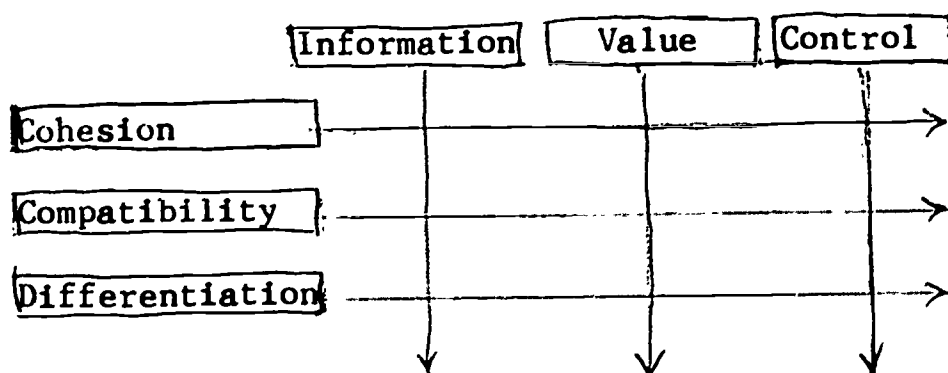 Information Value Control
Cohesion
Compatibility
Differentiation